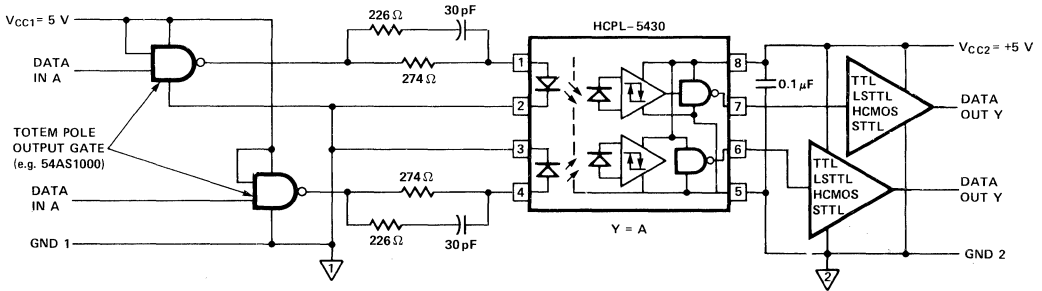 V CC1 = 5 V
DATA
IN A
TOTEM POLE
OUTPUT GATE
(e.g. 54AS1000)
DATA
IN A
GND 1
1
226 Ω
30 pF
274 Ω
274 Ω
226 Ω
30 pF
HCPL-5430
1
2
3
4
8
7
6
5
Y = A
0.1 μF
V CC2 = +5 V
TTL
LSTTL
HCMOS
STTL
DATA
OUT Y
TTL
LSTTL
HCMOS
STTL
DATA
OUT Y
GND 2
2